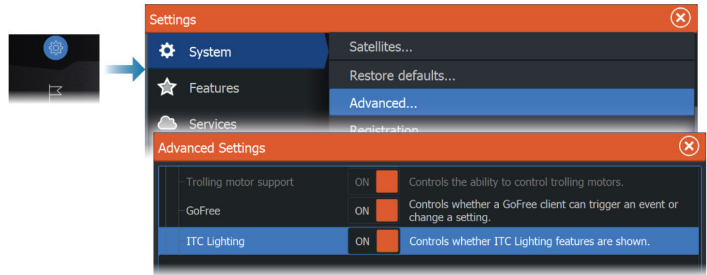 Settings
System
Satellites...
Restore defaults...
Features
Advanced...
Services
Registration
Advanced Settings
Trolling motor support
ON
Controls the ability to control trolling motors.
GoFree
ON
Controls whether a GoFree client can trigger an event or
change a setting.
ITC Lighting
ON
Controls whether ITC Lighting features are shown.